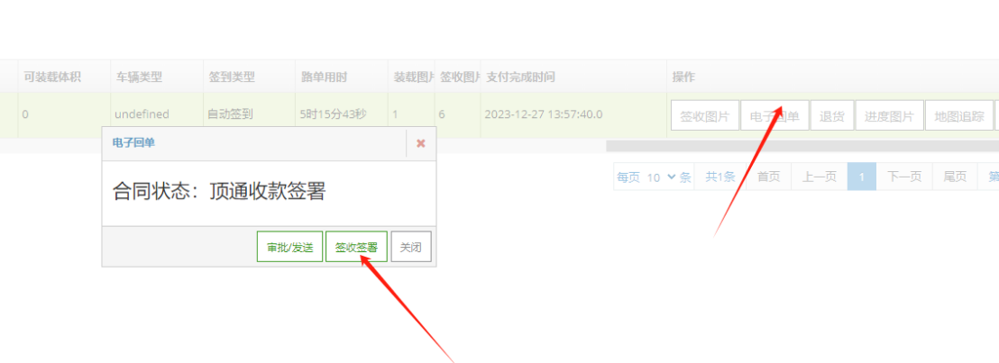 可装载体积 车辆类型 签到类型 路单用时 装载图片 签收图片 支付完成时间 操作
0 undefined 自动签到 5时15分43秒 1 6 2023-12-27 13:57:40.0 签收图片 电子回单 退货 进度图片 地图追踪
电子回单
每页 10 条 共1条 首页 上一页 1 下一页 尾页 第
合同状态：顶通收款签署
审批/发送 签收签署 关闭